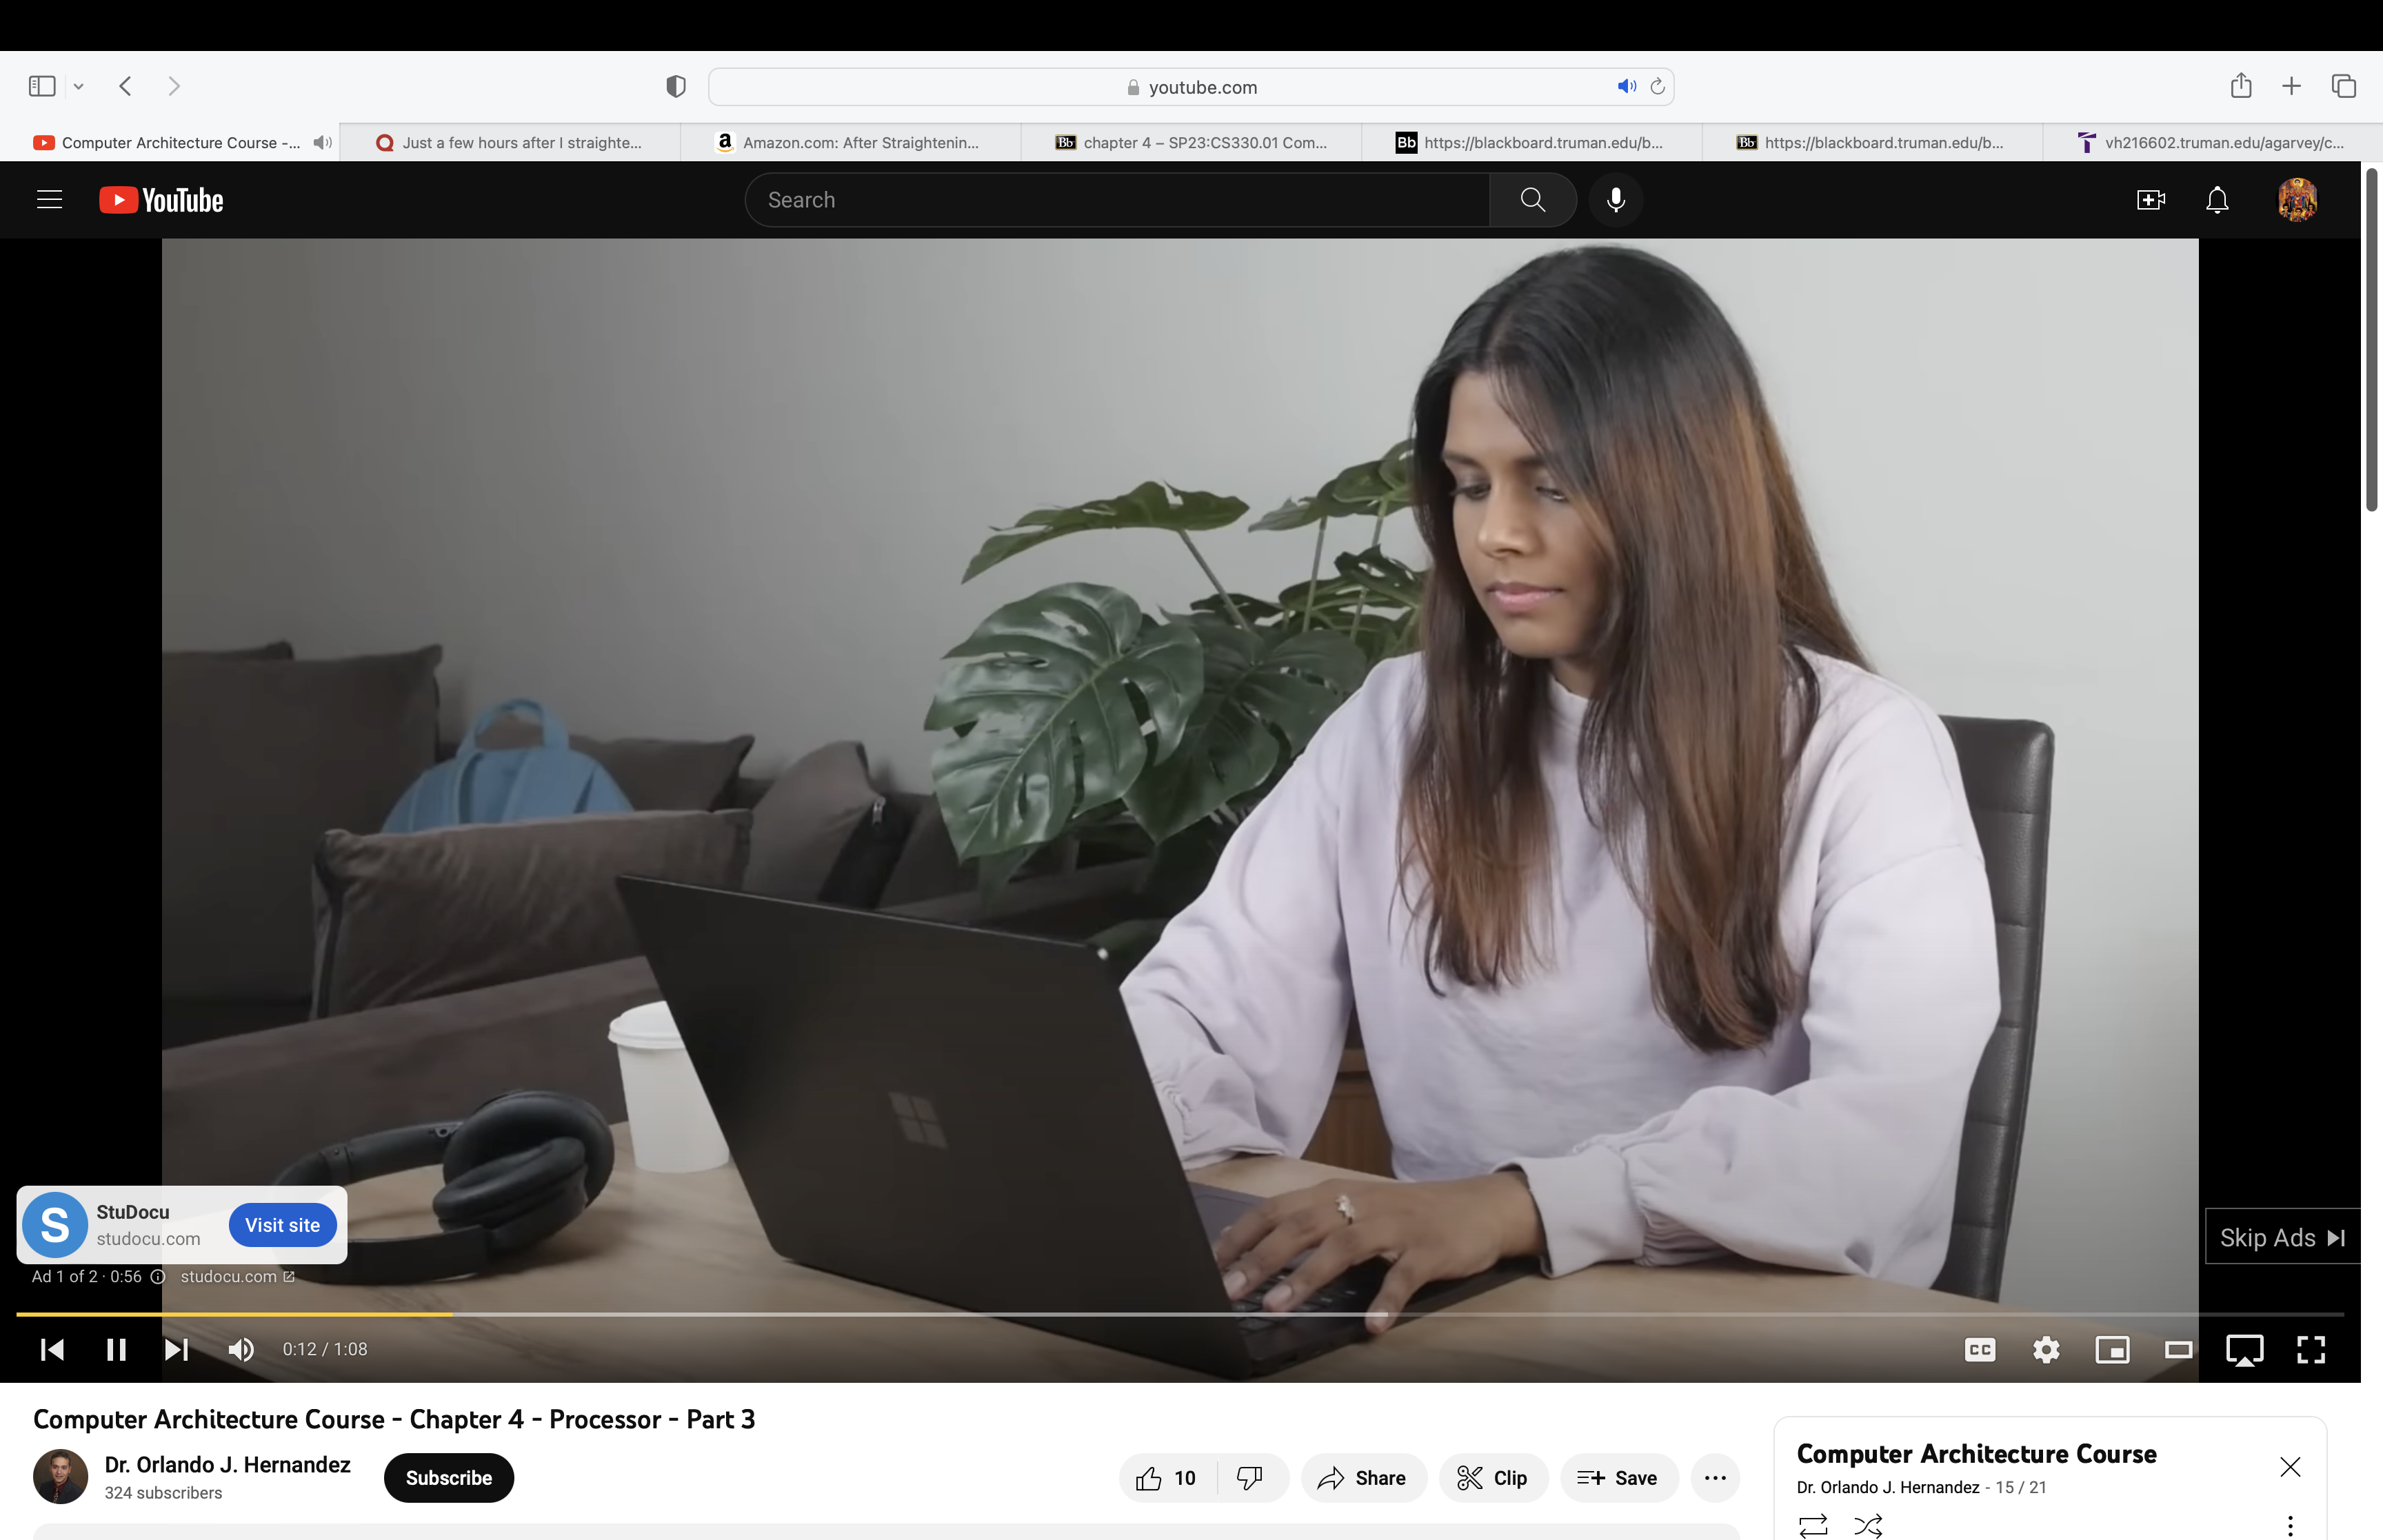 youtube.com
Computer Architecture Course -...
Just a few hours after I straighte...
a Amazon.com: After Straightenin...
Bb chapter 4 – SP23:CS330.01 Com...
Bb https://blackboard.truman.edu/b...
Bb https://blackboard.truman.edu/b...
vh216602.truman.edu/agarvey/c...
YouTube
Search
S
StuDocu
studocu.com
Visit site
Skip Ads
Ad 1 of 2 · 0:56
studocu.com
0:12 / 1:08
CC
Computer Architecture Course - Chapter 4 - Processor - Part 3
Dr. Orlando J. Hernandez
324 subscribers
Subscribe
10
Share
Clip
Save
Computer Architecture Course
Dr. Orlando J. Hernandez - 15 / 21